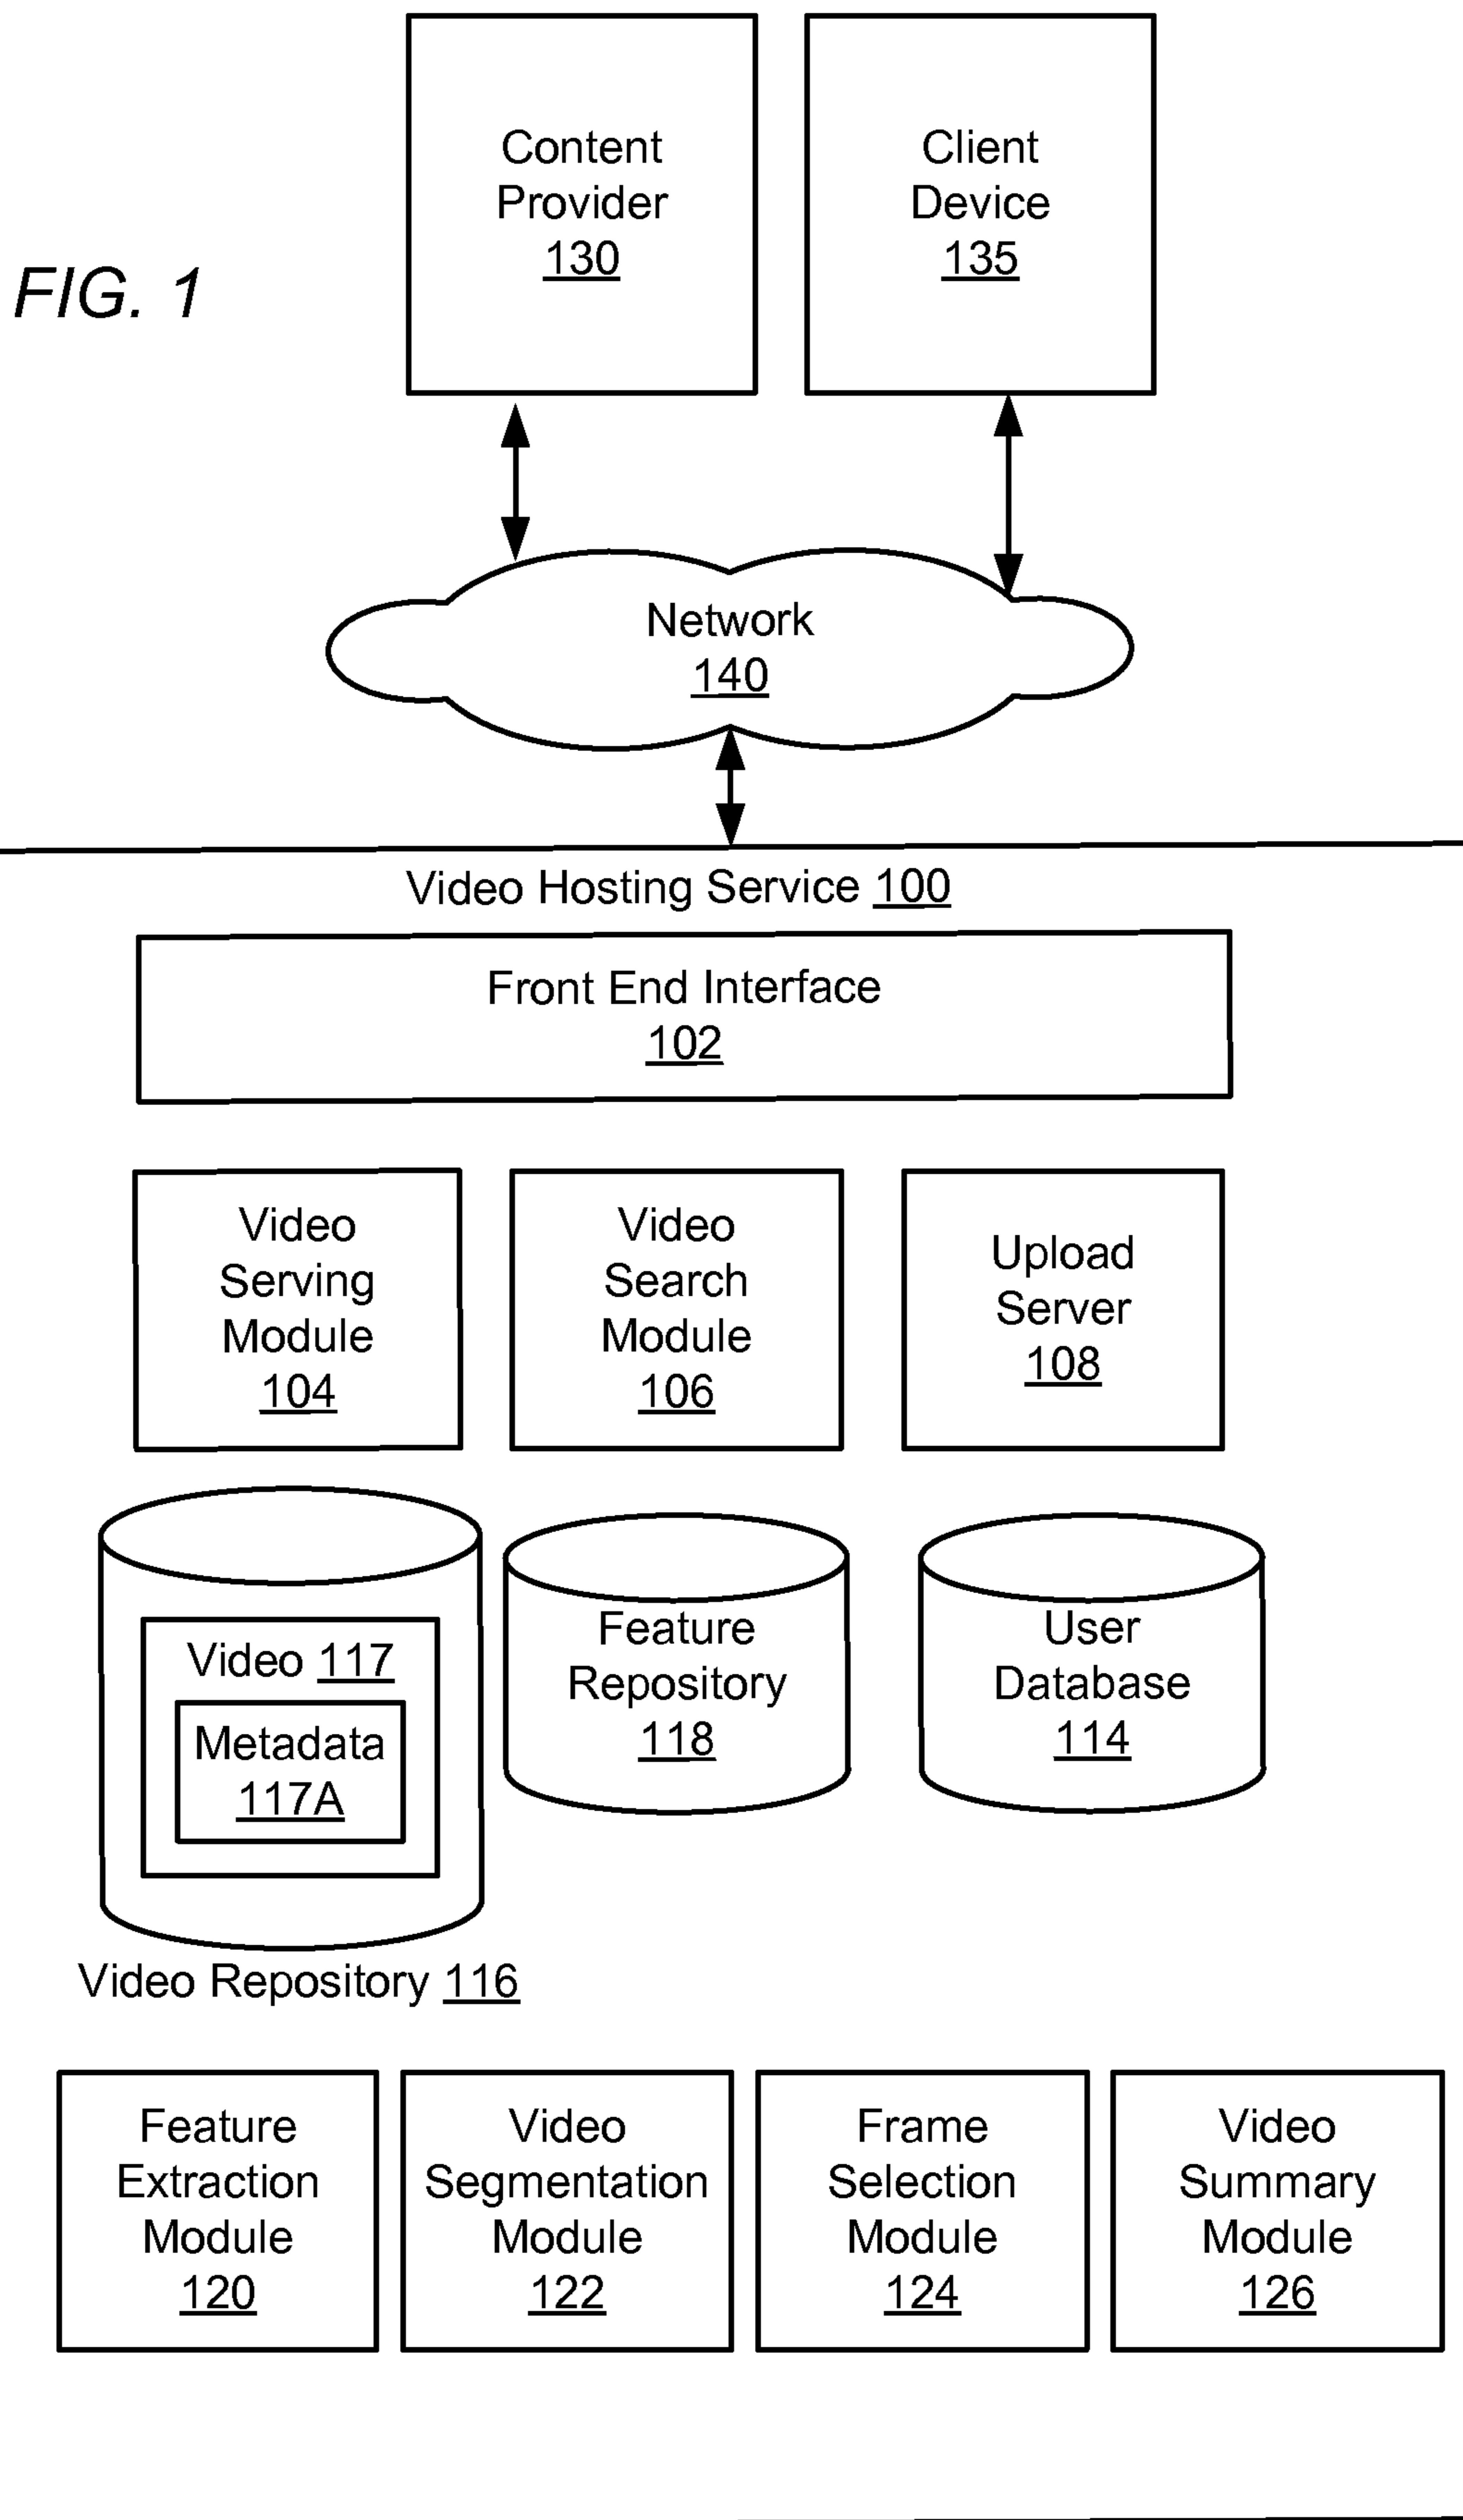 Content
Provider
130
Client
Device
135
FIG. 1
Network
140
Video Hosting Service 100
Front End Interface
102
Video
Serving
Module
104
Video
Search
Module
106
Upload
Server
108
Video 117
Metadata
117A
Feature
Repository
118
User
Database
114
Video Repository 116
Feature
Extraction
Module
120
Video
Segmentation
Module
122
Frame
Selection
Module
124
Video
Summary
Module
126